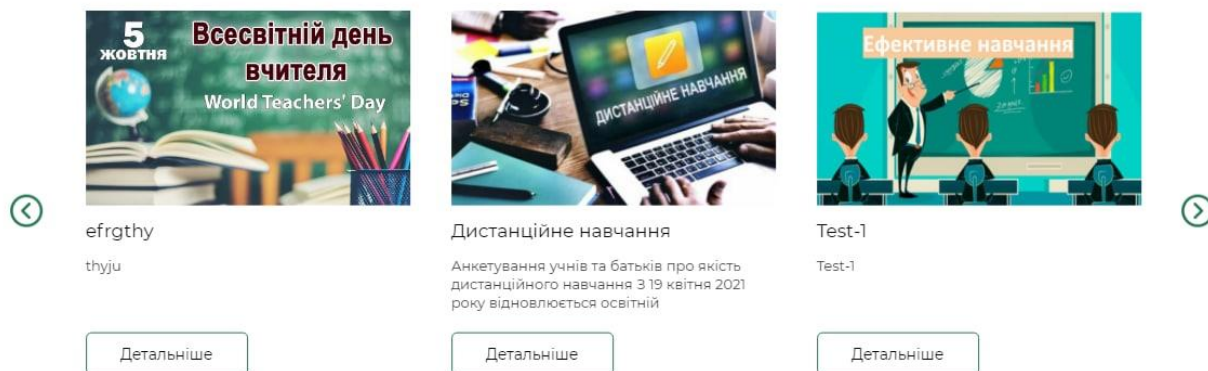 5
жовтня
Всесвітній день
вчителя
World Teachers' Day
ДИСТАНЦІЙНЕ НАВЧАННЯ
Ефективне навчання
efrgthy
thyju
Дистанційне навчання
Анкетування учнів та батьків про якість
дистанційного навчання З 19 квітня 2021
року відновлюється освітній
Test-1
Test-1
Детальніше
Детальніше
Детальніше